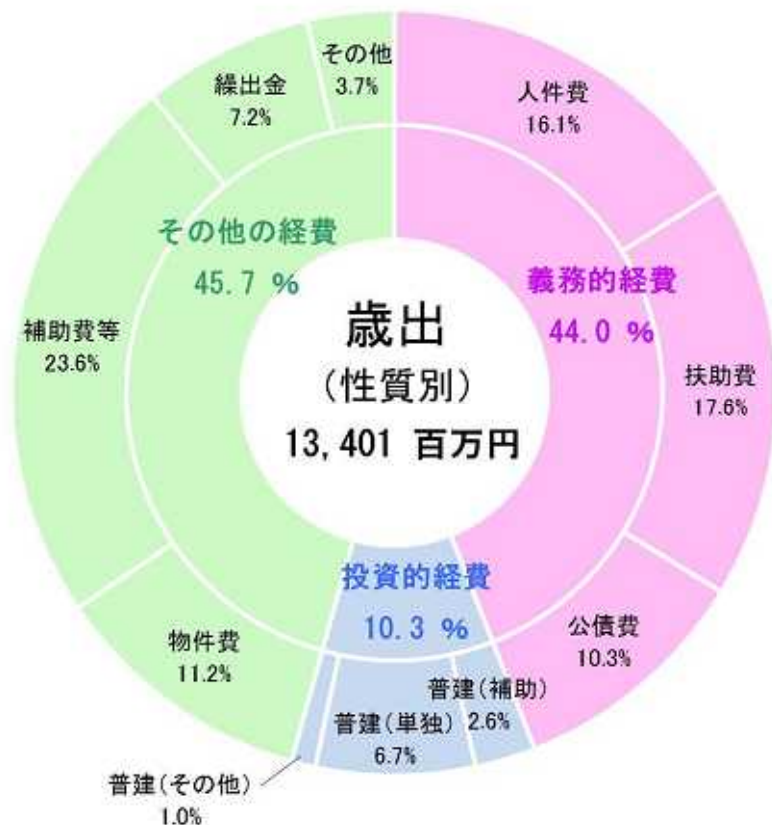 その他
3.7%
繰出金
7.2%
人件費
16.1%
その他の経費
45.7 %
義務的経費
44.0 %
歳出
(性質別)
13,401 百万円
補助費等
23.6%
扶助費
17.6%
投資的経費
10.3 %
物件費
11.2%
公債費
10.3%
普建(補助)
2.6%
普建(単独)
6.7%
普建(その他)
1.0%